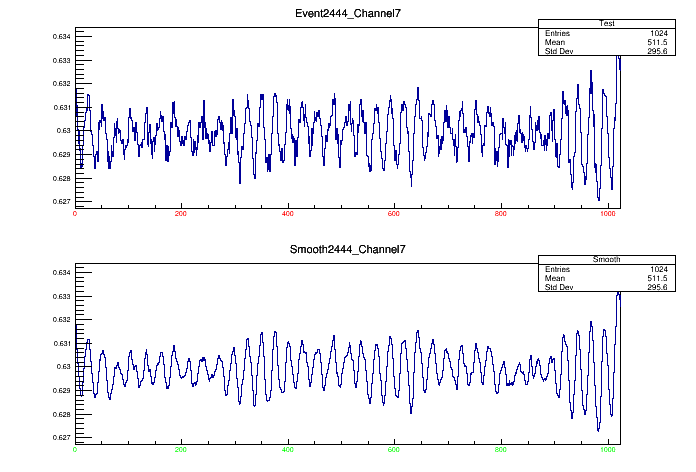 Event2444_Channel7
Test
Entries 1024
Mean 511.5
Std Dev 295.6
0.634
0.633
0.632
0.631
0.63
0.629
0.628
0.627
0 200 400 600 800 1000
Smooth2444_Channel7
Smooth
Entries 1024
Mean 511.5
Std Dev 295.6
0.634
0.633
0.632
0.631
0.63
0.629
0.628
0.627
0 200 400 600 800 1000